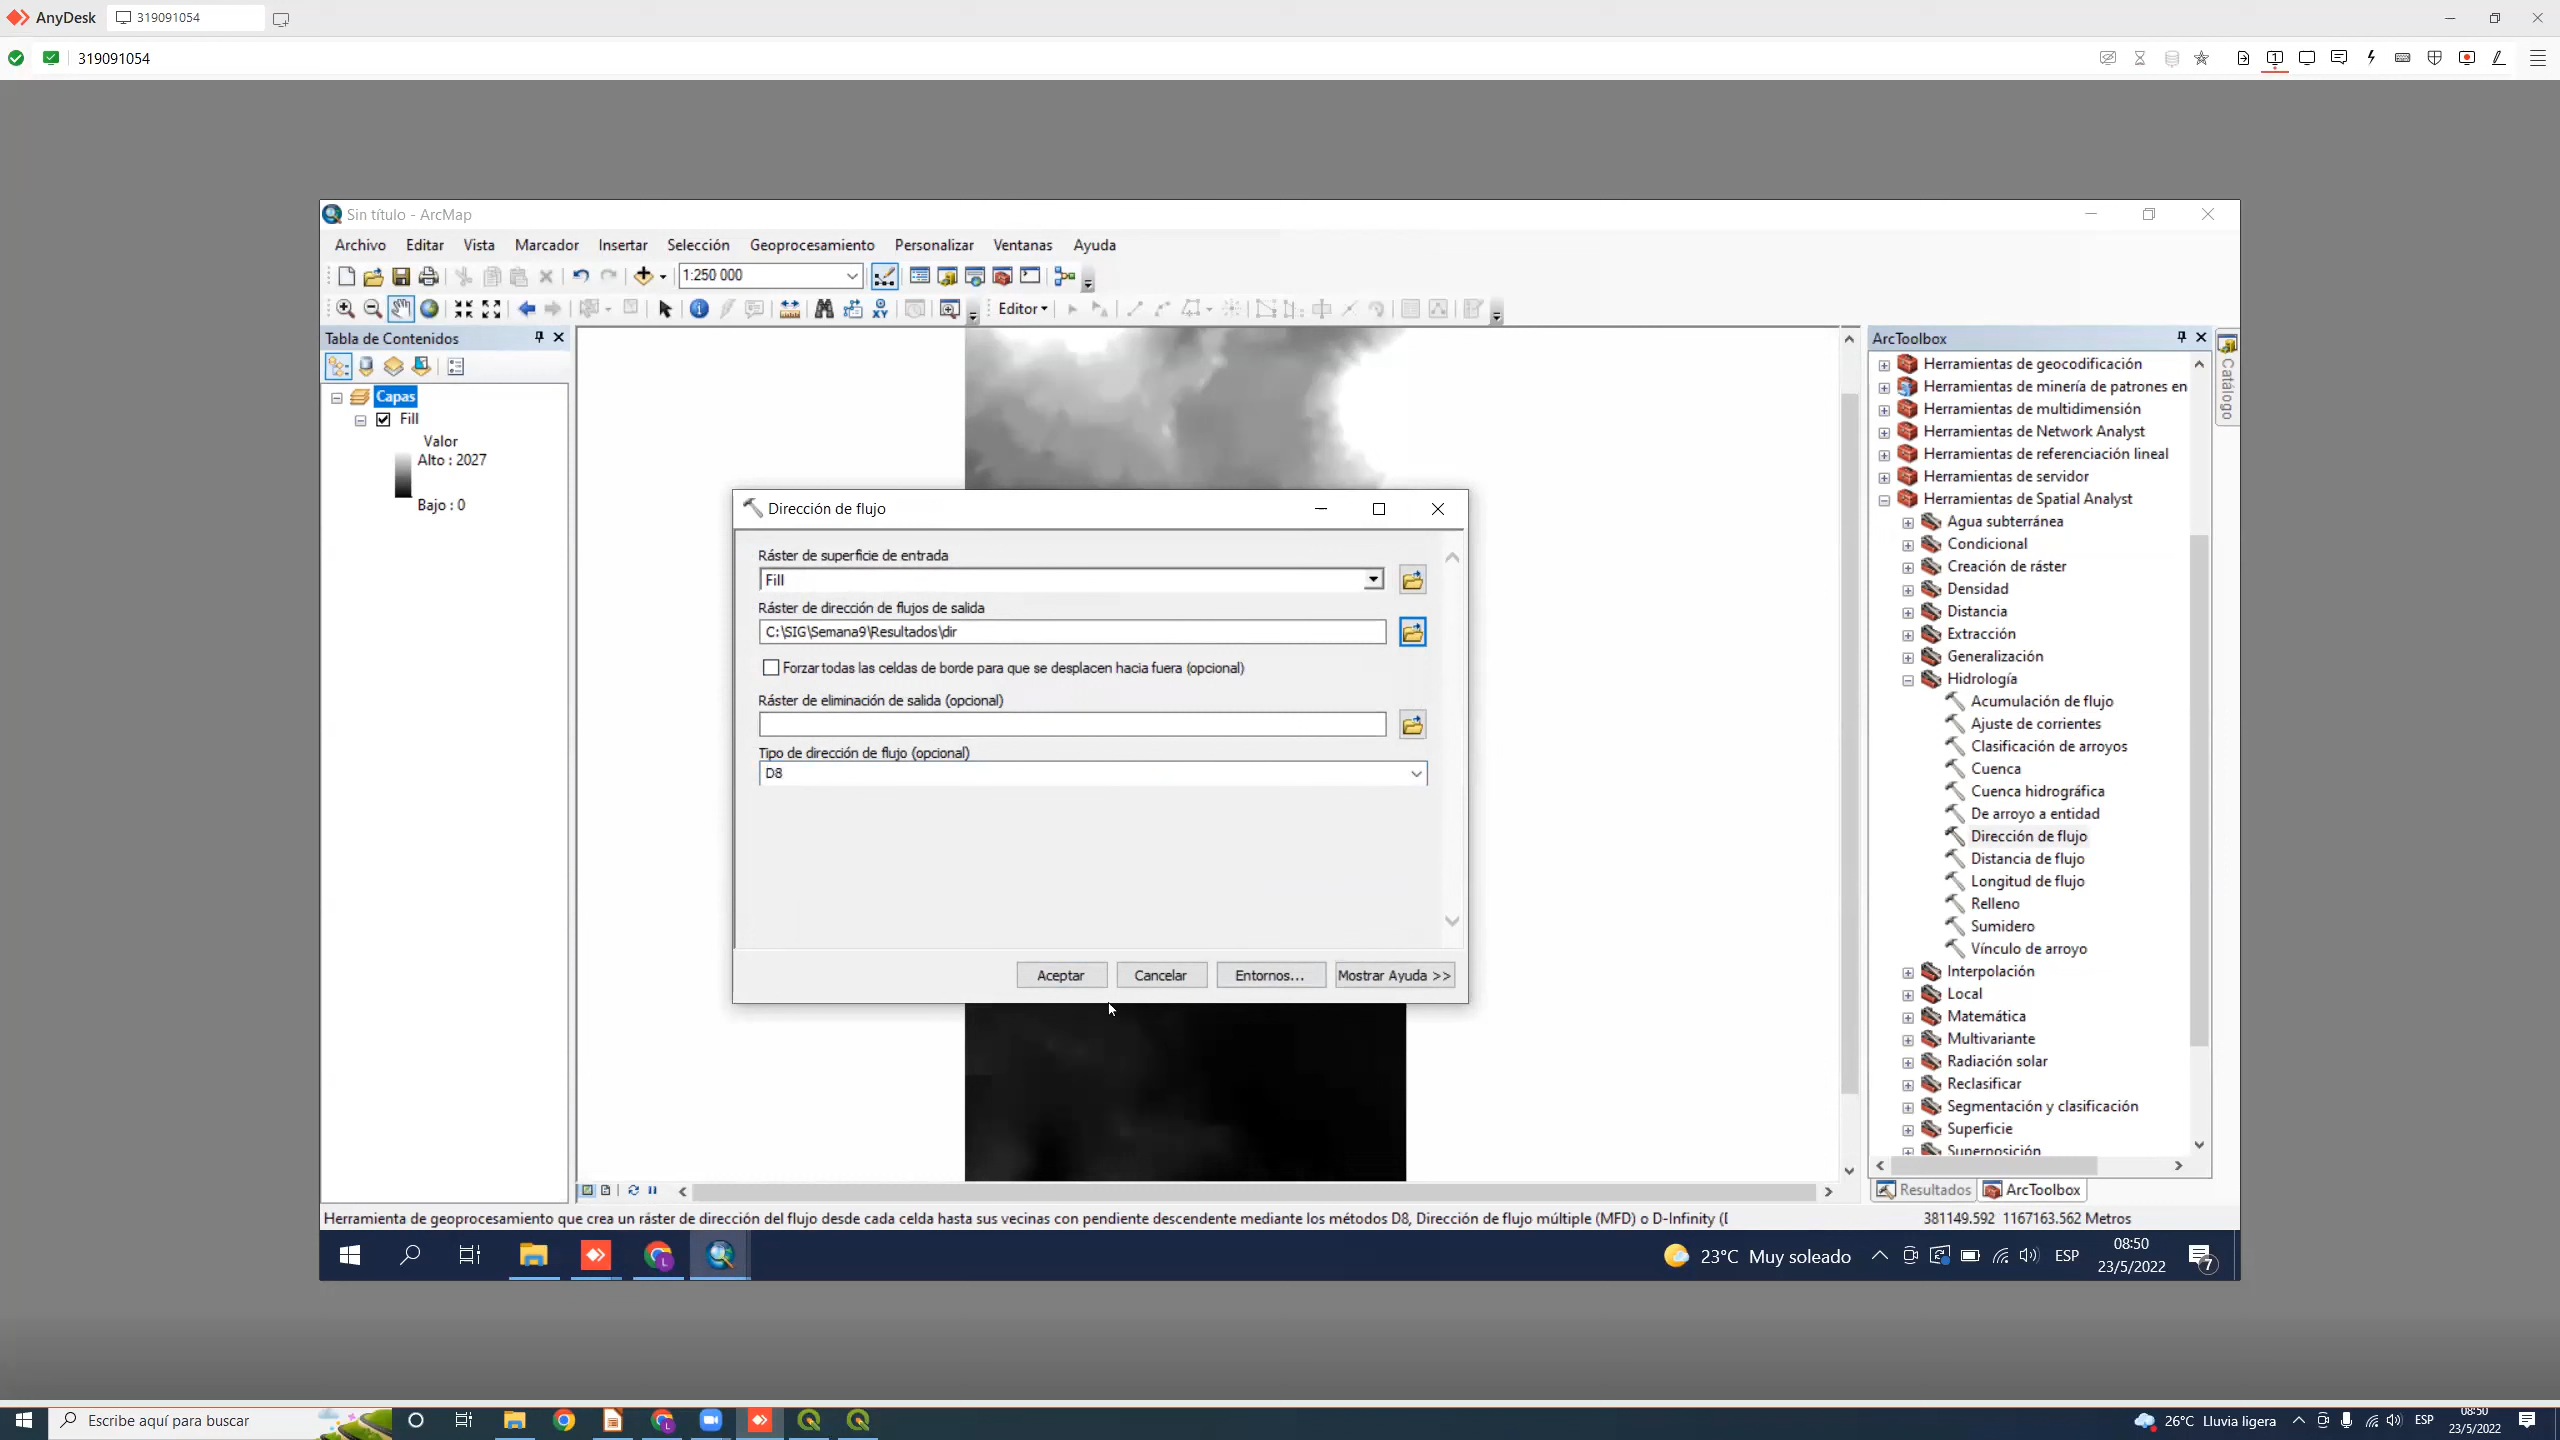 AnyDesk
319091054
319091054
Sin título - ArcMap
Archivo Editar Vista Marcador Insertar Selección Geoprocesamiento Personalizar Ventanas Ayuda
1:250 000
Editor
Tabla de Contenidos
Capas
Fill
Valor
Alto : 2027
Bajo : 0
Dirección de flujo
Ráster de superficie de entrada
Fill
Ráster de dirección de flujos de salida
C:\SIG\Semana9\Resultados\dir
Forzar todas las celdas de borde para que se desplacen hacia fuera (opcional)
Ráster de eliminación de salida (opcional)
Tipo de dirección de flujo (opcional)
D8
Aceptar Cancelar Entornos... Mostrar Ayuda >>
ArcToolbox
Herramientas de geocodificación
Herramientas de minería de patrones en
Herramientas de multidimensión
Herramientas de Network Analyst
Herramientas de referenciación lineal
Herramientas de servidor
Herramientas de Spatial Analyst
Agua subterránea
Condicional
Creación de ráster
Densidad
Distancia
Extracción
Generalización
Hidrología
Acumulación de flujo
Ajuste de corrientes
Clasificación de arroyos
Cuenca
Cuenca hidrográfica
De arroyo a entidad
Dirección de flujo
Distancia de flujo
Longitud de flujo
Relleno
Sumidero
Vínculo de arroyo
Interpolación
Local
Matemática
Multivariante
Radiación solar
Reclasificar
Segmentación y clasificación
Superficie
Superposición
Resultados ArcToolbox
Catálogo
Herramienta de geoprocesamiento que crea un ráster de dirección del flujo desde cada celda hasta sus vecinas con pendiente descendente mediante los métodos D8, Dirección de flujo múltiple (MFD) o D-Infinity (
381149.592 1167163.562 Metros
23°C Muy soleado
ESP
08:50
23/5/2022
7
Escribe aquí para buscar
26°C Lluvia ligera
ESP
08:50
23/5/2022